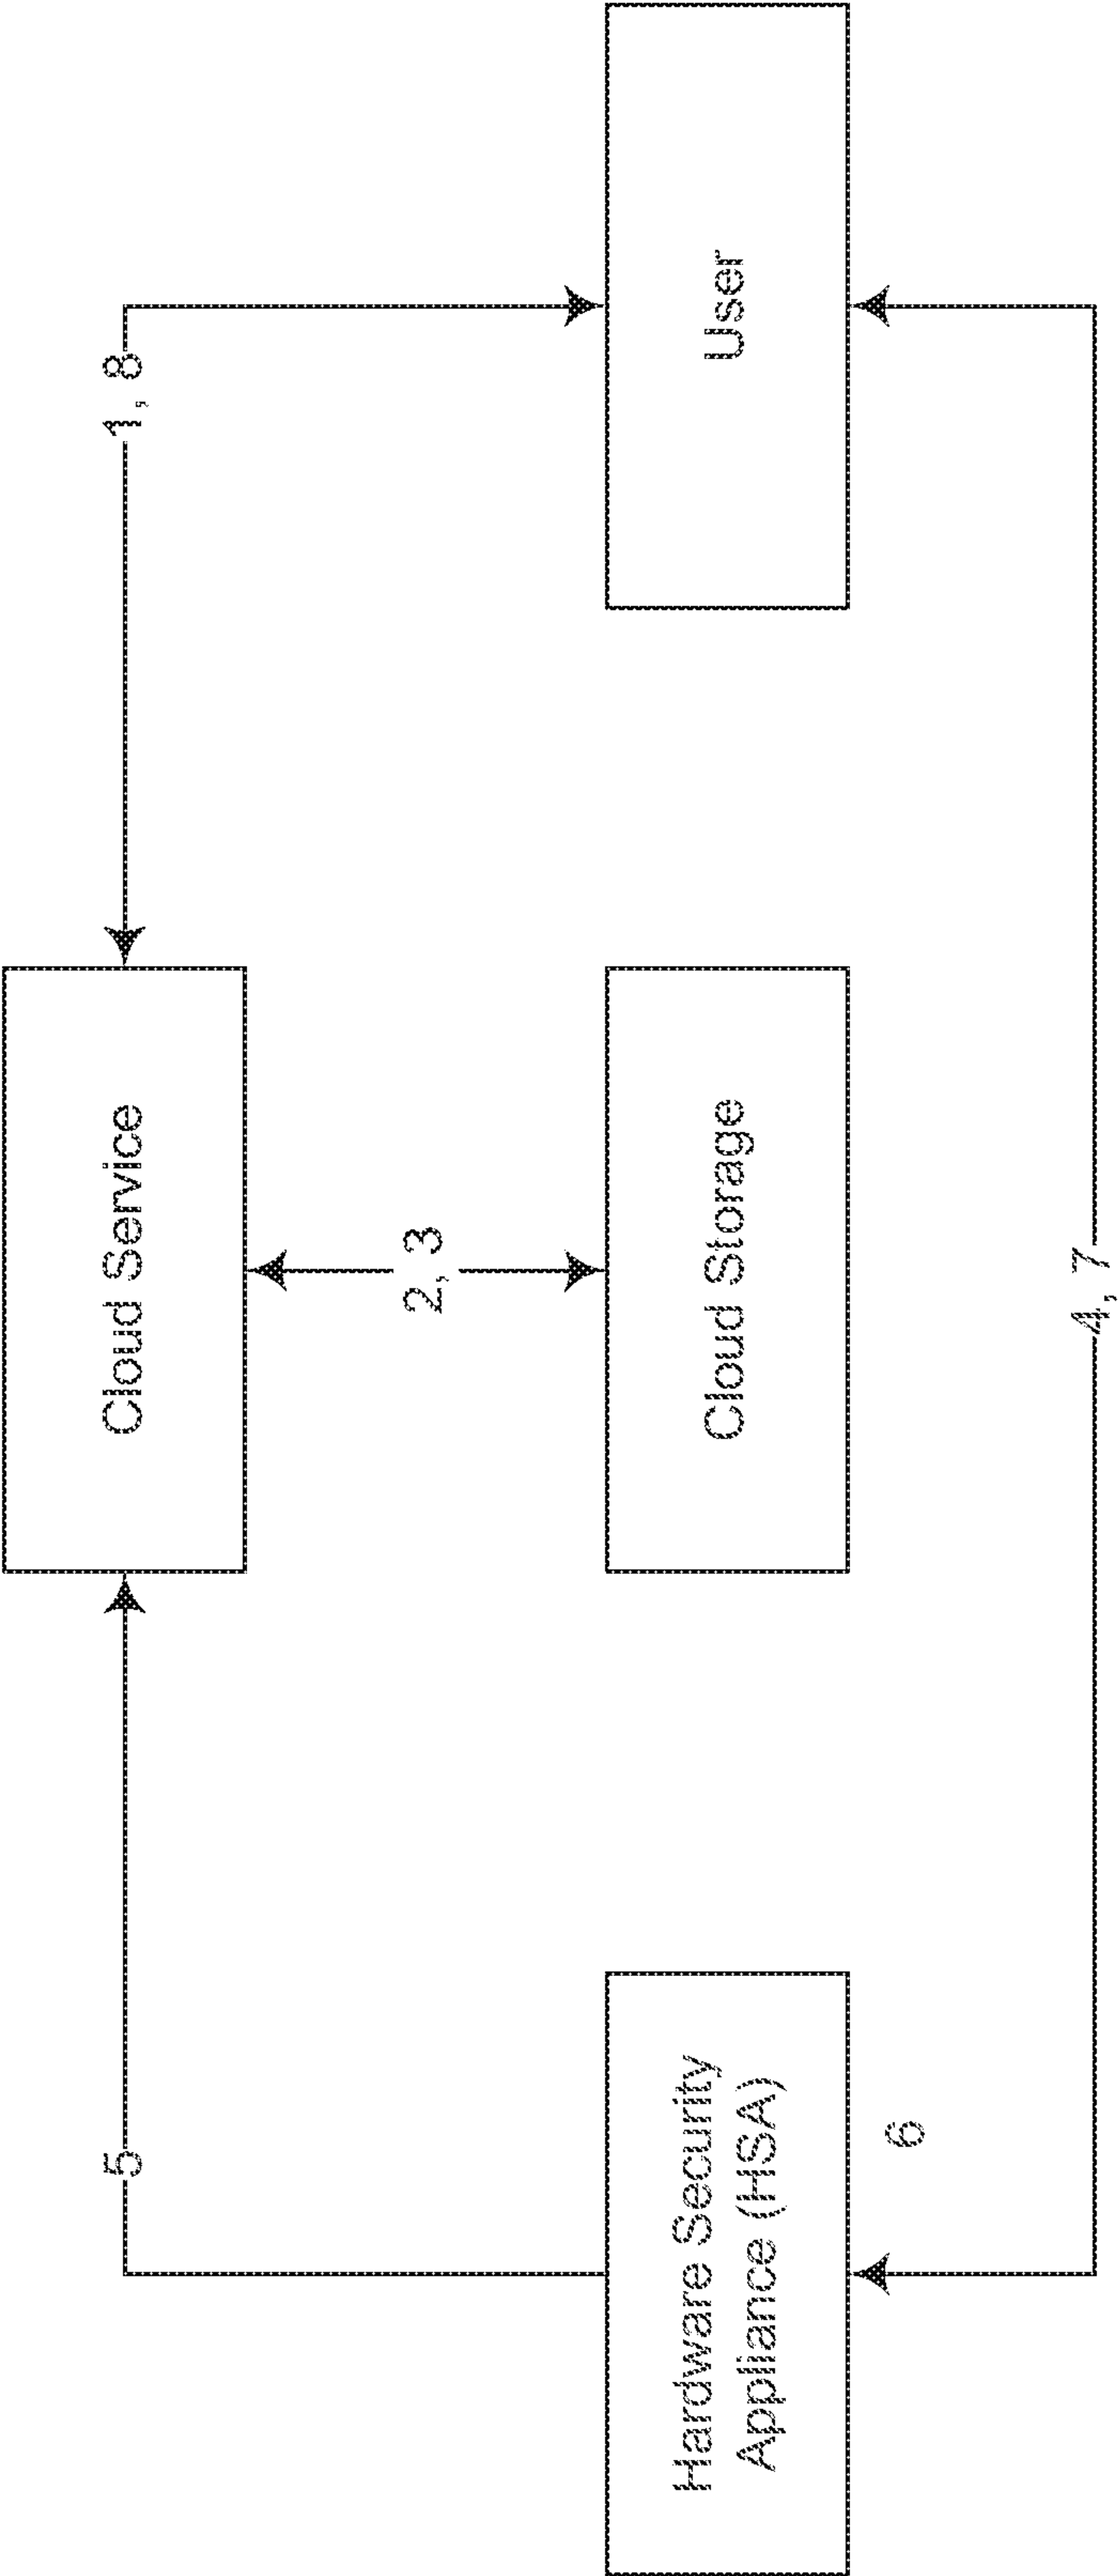 Cloud Service
5
1, 8
2, 3
Hardware Security
Appliance (HSA)
Cloud Storage
User
6
4, 7